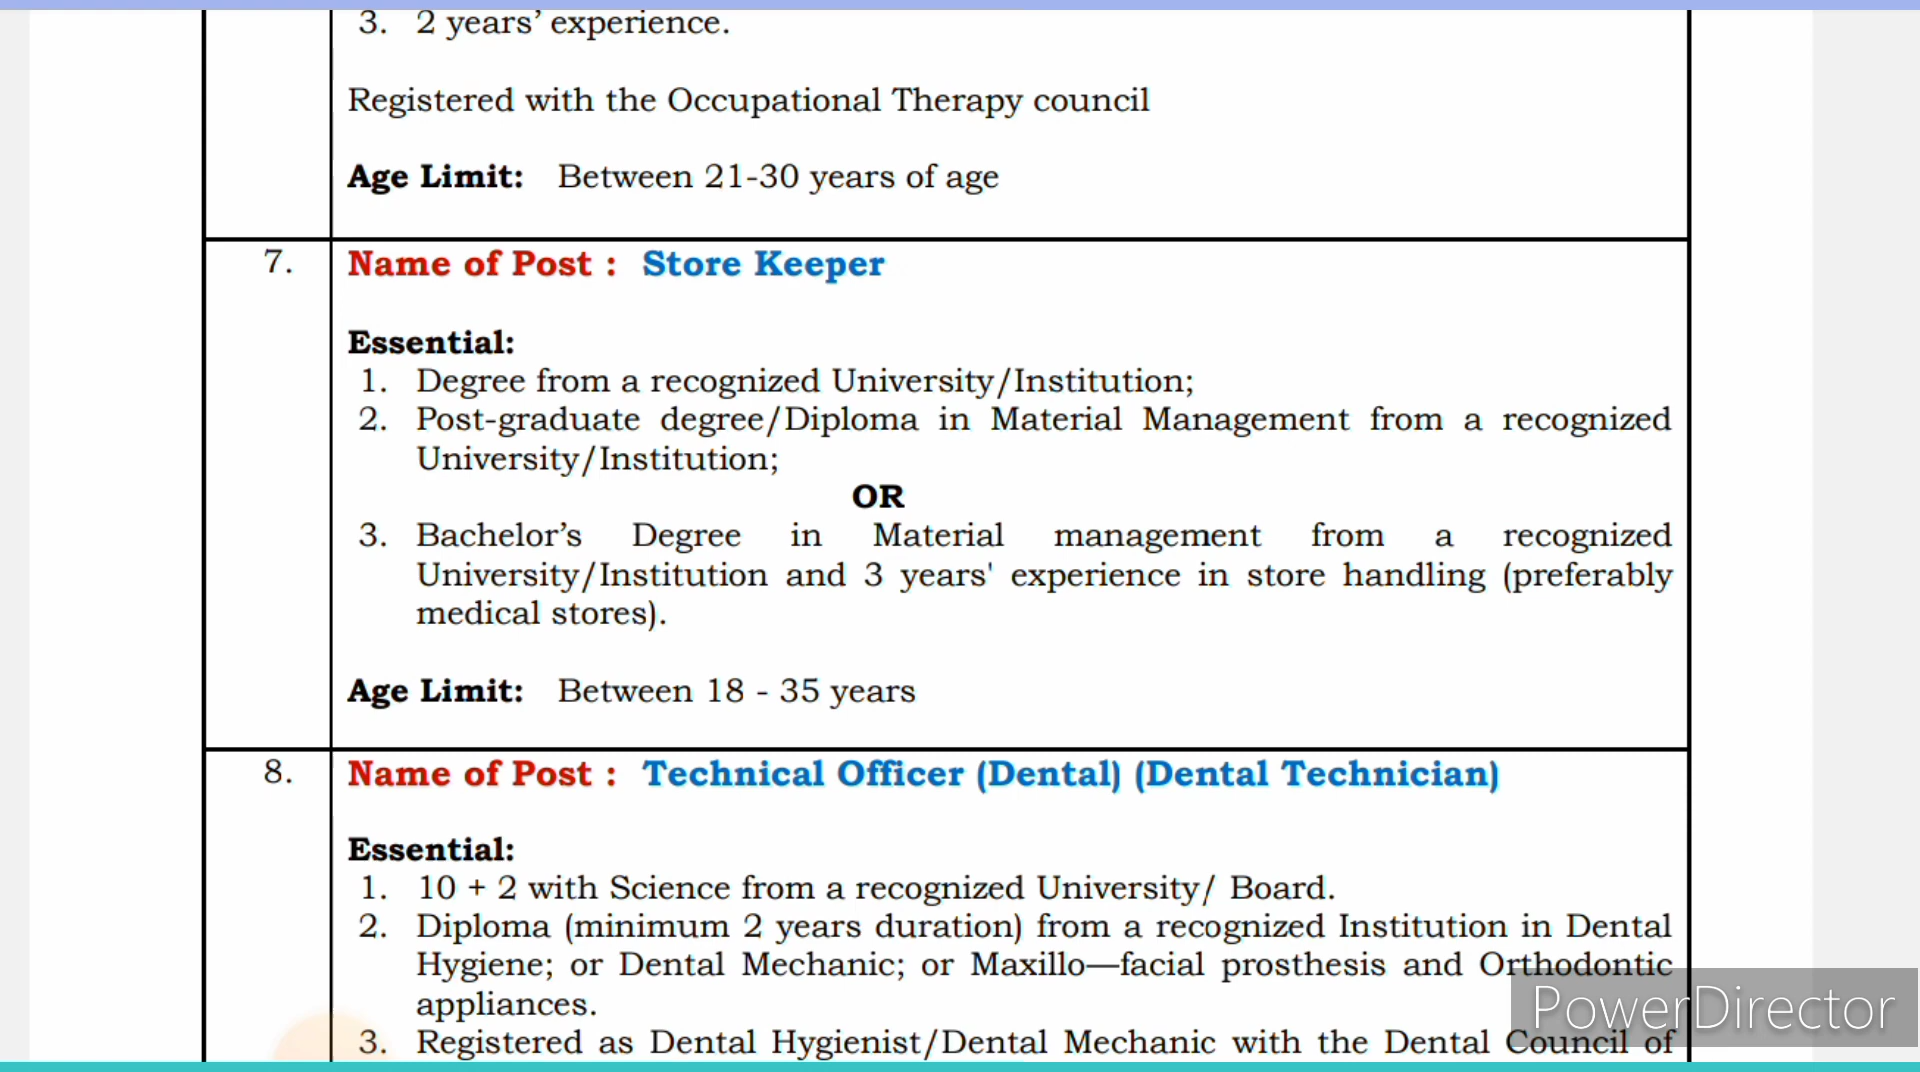 3. 2 years’ experience.
Registered with the Occupational Therapy council
Age Limit: Between 21-30 years of age
7. Name of Post : Store Keeper
Essential:
1. Degree from a recognized University/Institution;
2. Post-graduate degree/Diploma in Material Management from a recognized
University/Institution;
OR
3. Bachelor’s Degree in Material management from a recognized
University/Institution and 3 years' experience in store handling (preferably
medical stores).
Age Limit: Between 18 - 35 years
8. Name of Post : Technical Officer (Dental) (Dental Technician)
Essential:
1. 10 + 2 with Science from a recognized University/ Board.
2. Diploma (minimum 2 years duration) from a recognized Institution in Dental
Hygiene; or Dental Mechanic; or Maxillo—facial prosthesis and Orthodontic
appliances.
3. Registered as Dental Hygienist/Dental Mechanic with the Dental Council of
PowerDirector